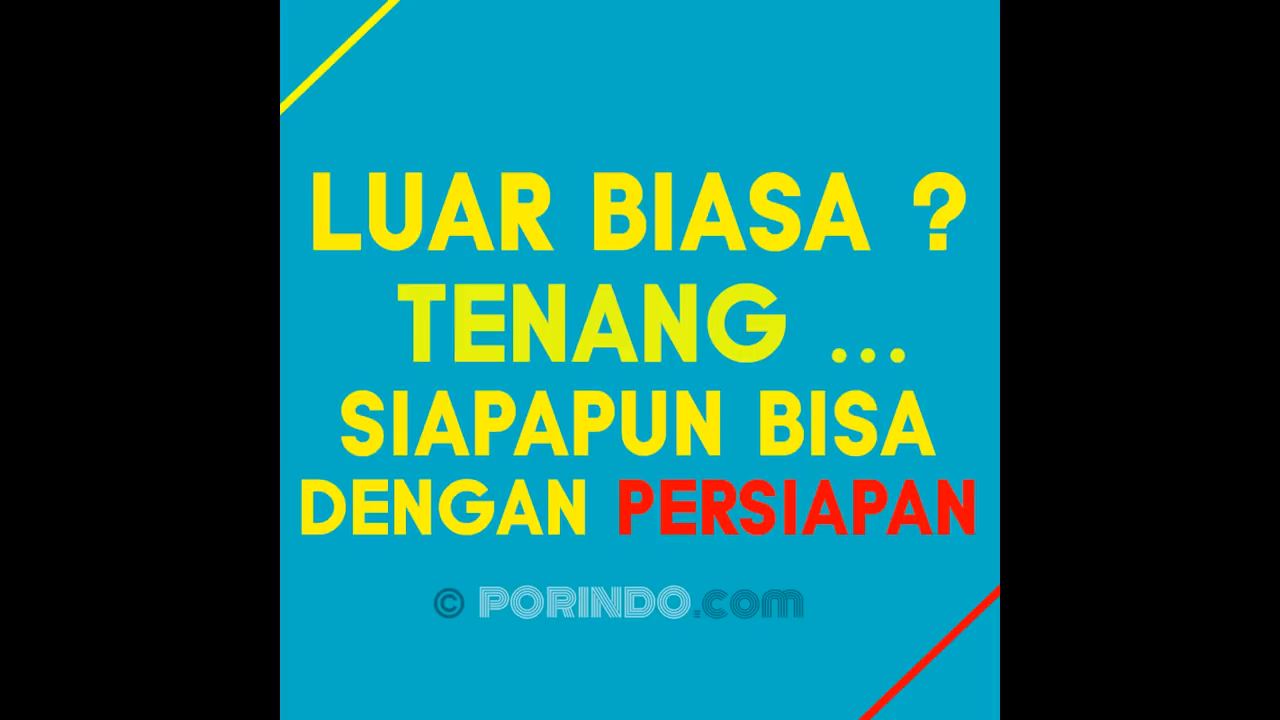 LUAR BIASA ?
TENANG ...
SIAPAPUN BISA
DENGAN PERSIAPAN
© PORINDO.com